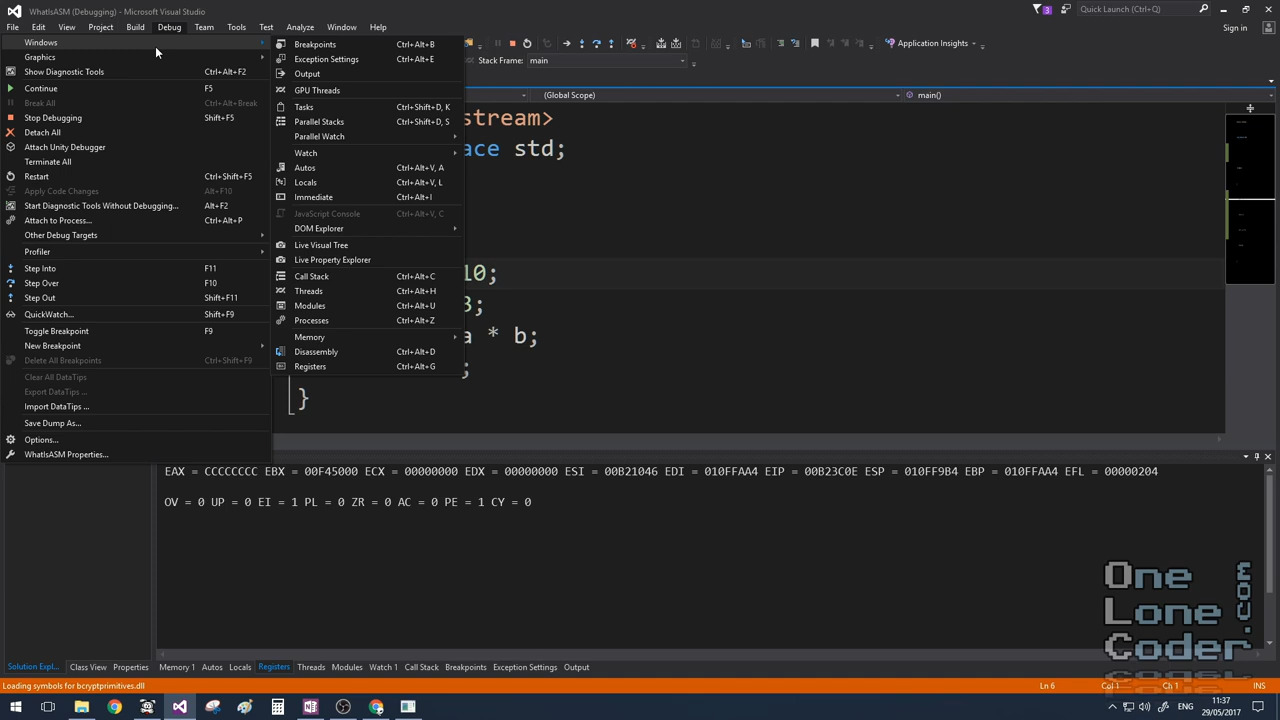 WhatIsASM (Debugging) - Microsoft Visual Studio
3
Quick Launch (Ctrl+Q)
File Edit View Project Build Debug Team Tools Test Analyze Window Help
Sign in
Windows
Graphics
Show Diagnostic Tools Ctrl+Alt+F2
Continue F5
Break All Ctrl+Alt+Break
Stop Debugging Shift+F5
Detach All
Attach Unity Debugger
Terminate All
Restart Ctrl+Shift+F5
Apply Code Changes Alt+F10
Start Diagnostic Tools Without Debugging... Alt+F2
Attach to Process... Ctrl+Alt+P
Other Debug Targets
Profiler
Step Into F11
Step Over F10
Step Out Shift+F11
QuickWatch... Shift+F9
Toggle Breakpoint F9
New Breakpoint
Delete All Breakpoints Ctrl+Shift+F9
Clear All DataTips
Export DataTips ...
Import DataTips ...
Save Dump As...
Options...
WhatIsASM Properties...
Breakpoints Ctrl+Alt+B
Exception Settings Ctrl+Alt+E
Output
GPU Threads
Tasks Ctrl+Shift+D, K
Parallel Stacks Ctrl+Shift+D, S
Parallel Watch
Watch
Autos Ctrl+Alt+V, A
Locals Ctrl+Alt+V, L
Immediate Ctrl+Alt+I
JavaScript Console Ctrl+Alt+V, C
DOM Explorer
Live Visual Tree
Live Property Explorer
Call Stack Ctrl+Alt+C
Threads Ctrl+Alt+H
Modules Ctrl+Alt+U
Processes Ctrl+Alt+Z
Memory
Disassembly Ctrl+Alt+D
Registers Ctrl+Alt+G
Application Insights
Stack Frame: main
(Global Scope) main()
stream>
ace std;
10;
3;
a * b;
;
}
EAX = CCCCCCCC EBX = 00F45000 ECX = 00000000 EDX = 00000000 ESI = 00B21046 EDI = 010FFAA4 EIP = 00B23C0E ESP = 010FF9B4 EBP = 010FFAA4 EFL = 00000204
OV = 0 UP = 0 EI = 1 PL = 0 ZR = 0 AC = 0 PE = 1 CY = 0
One
Lone
Coder
.com
Solution Expl... Class View Properties Memory 1 Autos Locals Registers Threads Modules Watch 1 Call Stack Breakpoints Exception Settings Output
Loading symbols for bcryptprimitives.dll Ln 6 Col 1 Ch 1 INS
ENG
11:37
29/05/2017